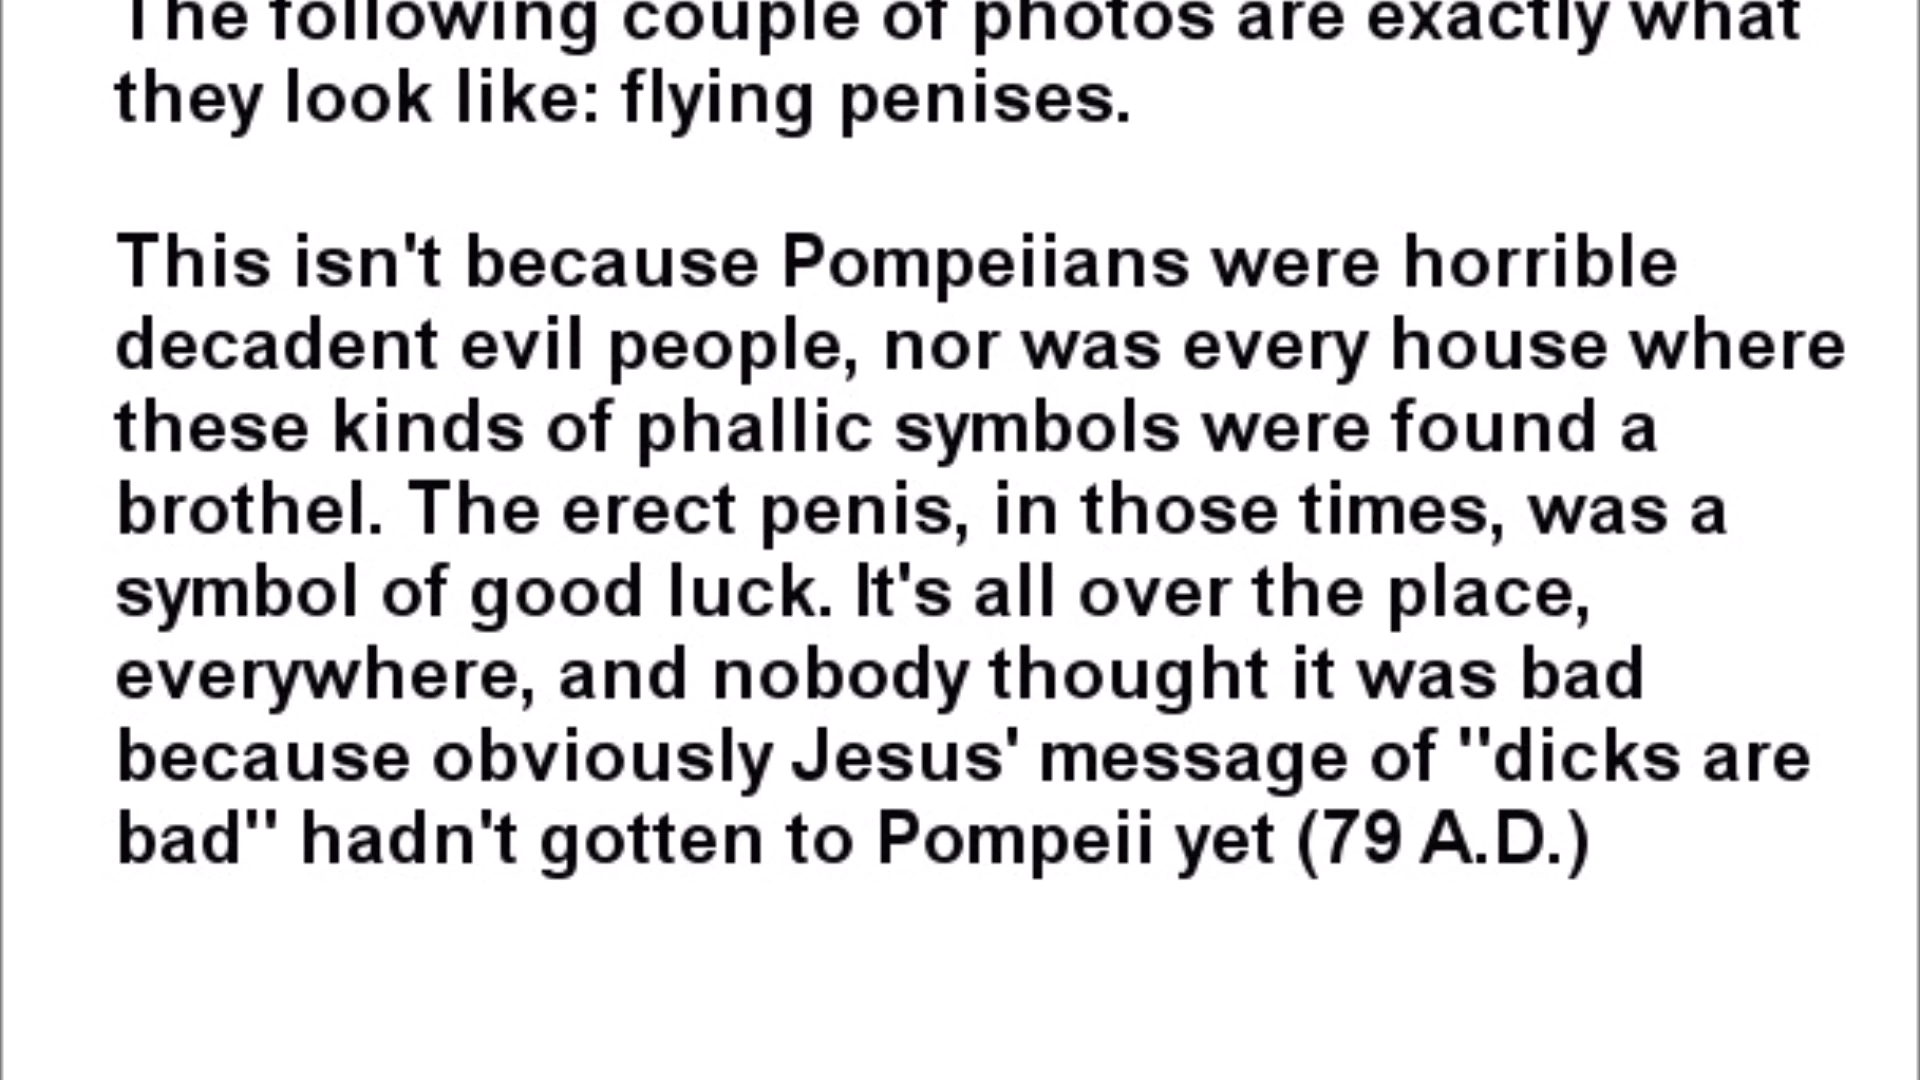 The following couple of photos are exactly what
they look like: flying penises.
This isn't because Pompeiians were horrible
decadent evil people, nor was every house where
these kinds of phallic symbols were found a
brothel. The erect penis, in those times, was a
symbol of good luck. It's all over the place,
everywhere, and nobody thought it was bad
because obviously Jesus' message of "dicks are
bad" hadn't gotten to Pompeii yet (79 A.D.)